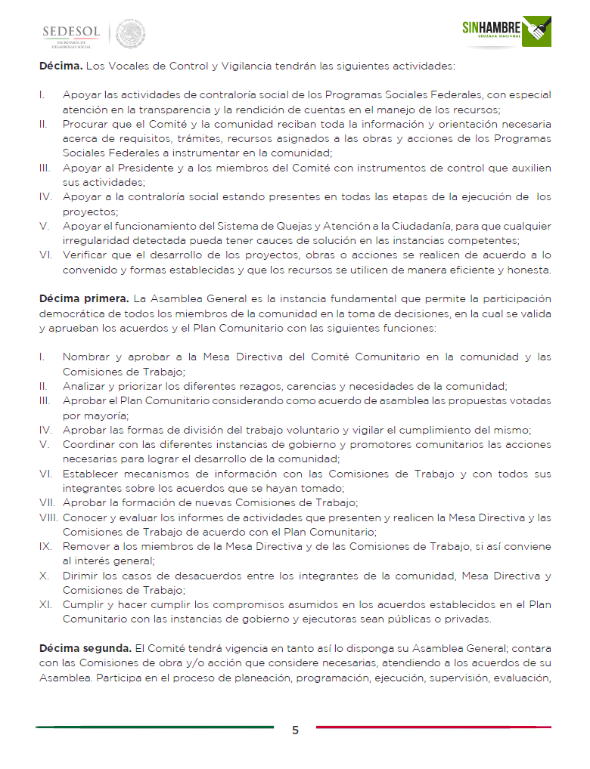 SEDESOL
SECRETARÍA DE
DESARROLLO SOCIAL
SINHAMBRE
CRUZADA NACIONAL
Décima. Los Vocales de Control y Vigilancia tendrán las siguientes actividades:
I. Apoyar las actividades de contraloría social de los Programas Sociales Federales, con especial
atención en la transparencia y la rendición de cuentas en el manejo de los recursos;
II. Procurar que el Comité y la comunidad reciban toda la información y orientación necesaria
acerca de requisitos, trámites, recursos asignados a las obras y acciones de los Programas
Sociales Federales a instrumentar en la comunidad;
III. Apoyar al Presidente y a los miembros del Comité con instrumentos de control que auxilien
sus actividades;
IV. Apoyar a la contraloría social estando presentes en todas las etapas de la ejecución de los
proyectos;
V. Apoyar el funcionamiento del Sistema de Quejas y Atención a la Ciudadanía, para que cualquier
irregularidad detectada pueda tener cauces de solución en las instancias competentes;
VI. Verificar que el desarrollo de los proyectos, obras o acciones se realicen de acuerdo a lo
convenido y formas establecidas y que los recursos se utilicen de manera eficiente y honesta.
Décima primera. La Asamblea General es la instancia fundamental que permite la participación
democrática de todos los miembros de la comunidad en la toma de decisiones, en la cual se valida
y aprueban los acuerdos y el Plan Comunitario con las siguientes funciones:
I. Nombrar y aprobar a la Mesa Directiva del Comité Comunitario en la comunidad y las
Comisiones de Trabajo;
II. Analizar y priorizar los diferentes rezagos, carencias y necesidades de la comunidad;
III. Aprobar el Plan Comunitario considerando como acuerdo de asamblea las propuestas votadas
por mayoría;
IV. Aprobar las formas de división del trabajo voluntario y vigilar el cumplimiento del mismo;
V. Coordinar con las diferentes instancias de gobierno y promotores comunitarios las acciones
necesarias para lograr el desarrollo de la comunidad;
VI. Establecer mecanismos de información con las Comisiones de Trabajo y con todos sus
integrantes sobre los acuerdos que se hayan tomado;
VII. Aprobar la formación de nuevas Comisiones de Trabajo;
VIII. Conocer y evaluar los informes de actividades que presenten y realicen la Mesa Directiva y las
Comisiones de Trabajo de acuerdo con el Plan Comunitario;
IX. Remover a los miembros de la Mesa Directiva y de las Comisiones de Trabajo, si así conviene
al interés general;
X. Dirimir los casos de desacuerdos entre los integrantes de la comunidad, Mesa Directiva y
Comisiones de Trabajo;
XI. Cumplir y hacer cumplir los compromisos asumidos en los acuerdos establecidos en el Plan
Comunitario con las instancias de gobierno y ejecutoras sean públicas o privadas.
Décima segunda. El Comité tendrá vigencia en tanto así lo disponga su Asamblea General; contara
con las Comisiones de obra y/o acción que considere necesarias, atendiendo a los acuerdos de su
Asamblea. Participa en el proceso de planeación, programación, ejecución, supervisión, evaluación,
5